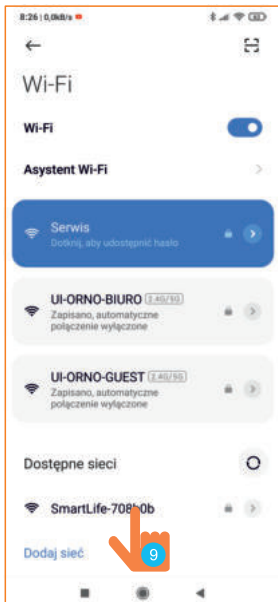 8:26 | 0,0kB/s
Wi-Fi
Wi-Fi
Asystent Wi-Fi
Serwis
Dotknij, aby udostępnić hasło
UI-ORNO-BIURO 2.4G/5G
Zapisano, automatyczne
połączenie wyłączone
UI-ORNO-GUEST 2.4G/5G
Zapisano, automatyczne
połączenie wyłączone
Dostępne sieci
SmartLife-708b0b
Dodaj sieć
9